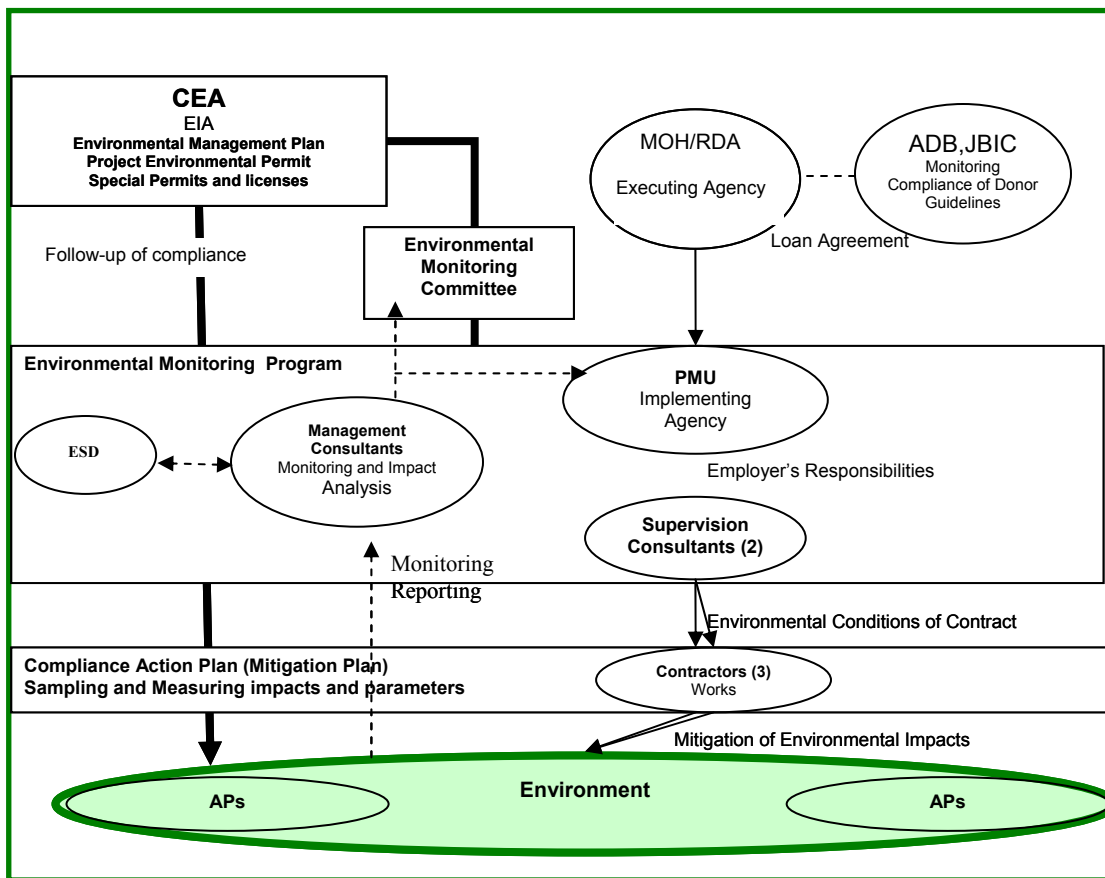 CEA
EIA
Environmental Management Plan
Project Environmental Permit
Special Permits and licenses
MOH/RDA
Executing Agency
ADB,JBIC
Monitoring
Compliance of Donor
Guidelines
Loan Agreement
Follow-up of compliance
Environmental
Monitoring
Committee
Environmental Monitoring Program
PMU
Implementing
Agency
ESD
Management
Consultants
Monitoring and Impact
Analysis
Employer's Responsibilities
Supervision
Consultants (2)
Monitoring
Reporting
Environmental Conditions of Contract
Compliance Action Plan (Mitigation Plan)
Sampling and Measuring impacts and parameters
Contractors (3)
Works
Mitigation of Environmental Impacts
Environment
APs
APs